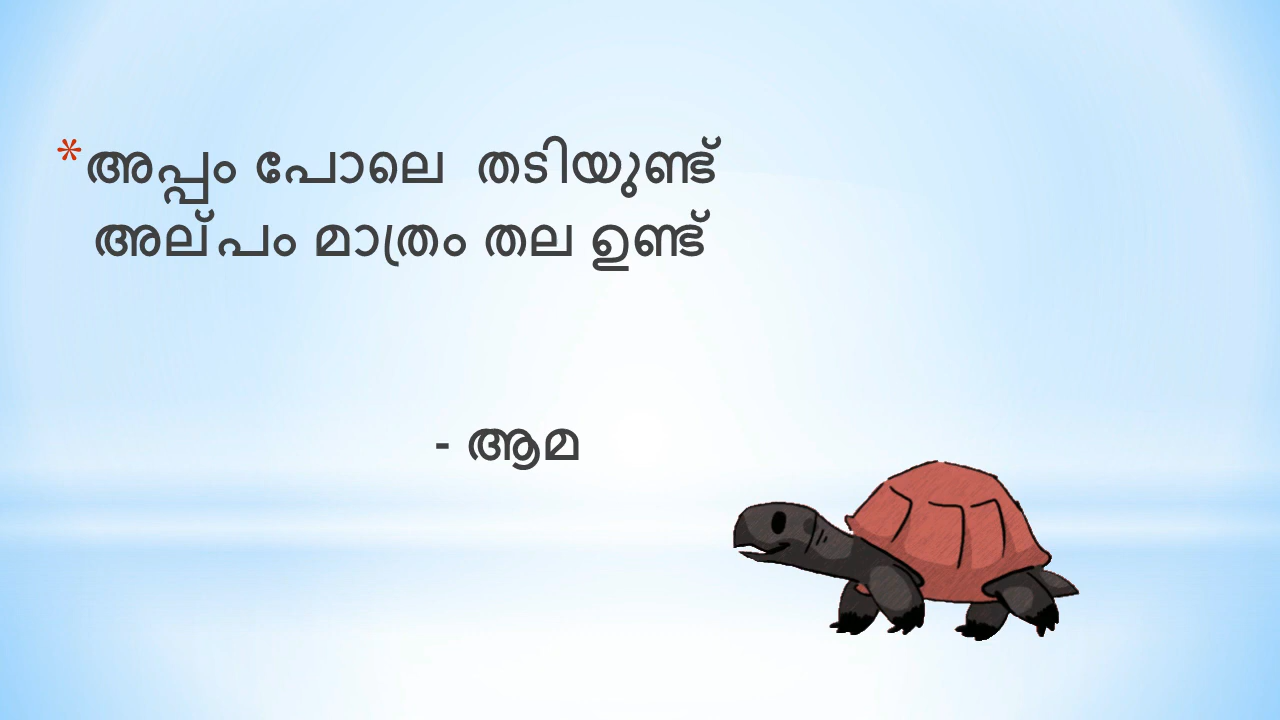 *അപ്പം പോലെ തടിയുണ്ട്
അല്പം മാത്രം തല ഉണ്ട്
- ആമ